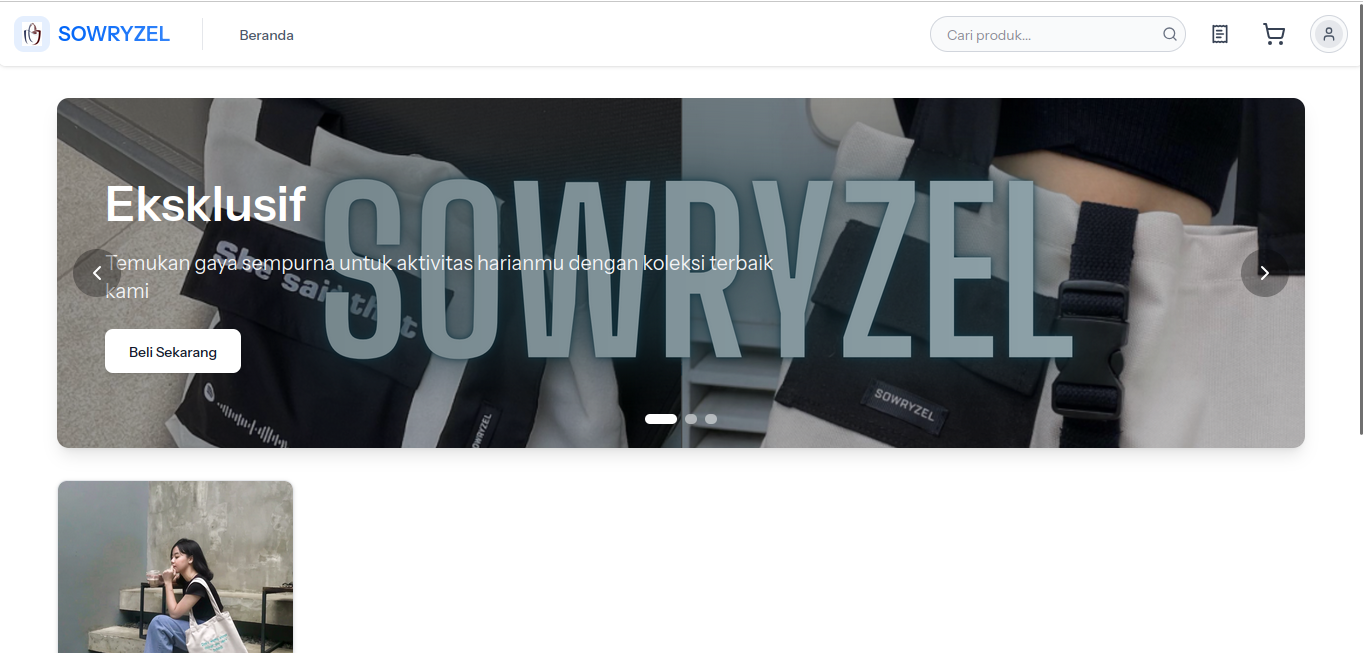 SOWRYZEL
Beranda
Cari produk...
SOWRYZEL
Eksklusif
Temukan gaya sempurna untuk aktivitas harianmu dengan koleksi terbaik
kami
She said that
Beli Sekarang
SOWRYZEL
SOWRYZEL